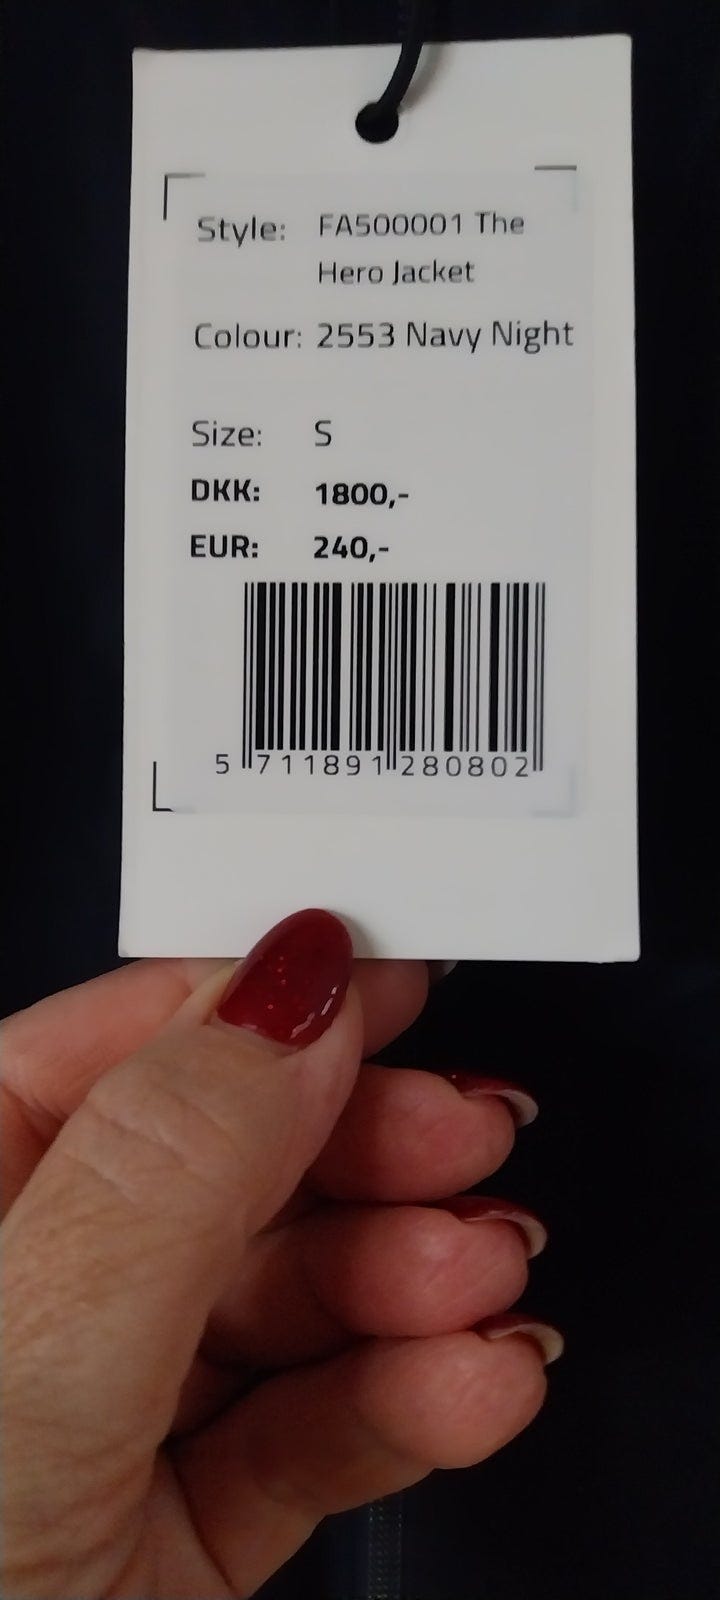 Style: FA500001 The
Hero Jacket
Colour: 2553 Navy Night
Size: S
DKK: 1800,-
EUR: 240,-
5 711891 280802